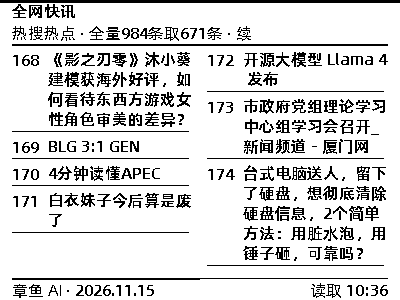 全网快讯
热搜热点 · 全量984条取671条 · 续
168 《影之刃零》沐小葵
建模获海外好评，如
何看待东西方游戏女
性角色审美的差异？
169 BLG 3:1 GEN
170 4分钟读懂APEC
171 白衣妹子今后算是废
了
172 开源大模型 Llama 4
发布
173 市政府党组理论学习
中心组学习会召开_
新闻频道 - 厦门网
174 台式电脑送人，留下
了硬盘，想彻底清除
硬盘信息，2个简单
方法：用脏水泡，用
锤子砸，可靠吗？
章鱼 AI · 2026.11.15
读取 10:36